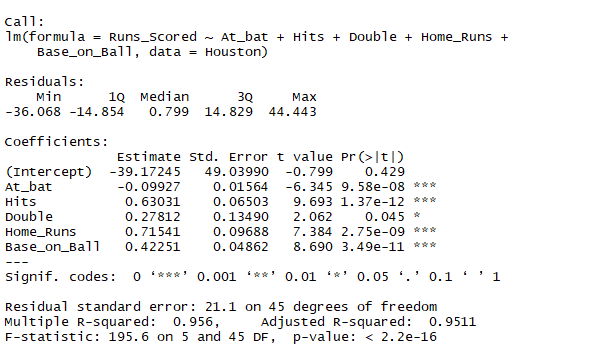 Call:
lm(formula = Runs_Scored ~ At_bat + Hits + Double + Home_Runs +
    Base_on_Ball, data = Houston)
Residuals:
    Min      1Q  Median      3Q     Max
-36.068 -14.854   0.799  14.829  44.443
Coefficients:
              Estimate Std. Error t value Pr(>|t|)
(Intercept)  -39.17245   49.03990  -0.799    0.429
At_bat        -0.09927    0.01564  -6.345 9.58e-08 ***
Hits           0.63031    0.06503   9.693 1.37e-12 ***
Double         0.27812    0.13490   2.062    0.045 *
Home_Runs      0.71541    0.09688   7.384 2.75e-09 ***
Base_on_Ball   0.42251    0.04862   8.690 3.49e-11 ***
---
Signif. codes:  0 ‘***’ 0.001 ‘**’ 0.01 ‘*’ 0.05 ‘.’ 0.1 ‘ ’ 1
Residual standard error: 21.1 on 45 degrees of freedom
Multiple R-squared:  0.956,     Adjusted R-squared:  0.9511
F-statistic: 195.6 on 5 and 45 DF,  p-value: < 2.2e-16